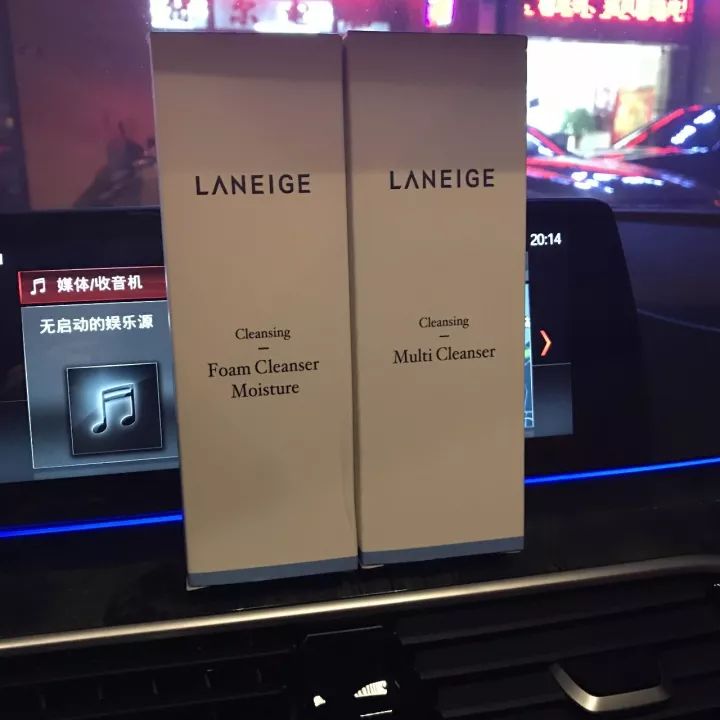 LANEIGE
Cleansing
Foam Cleanser
Moisture
LANEIGE
Cleansing
Multi Cleanser
20:14
媒体/收音机
无启动的娱乐源